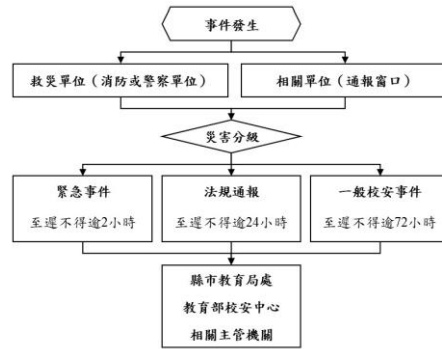 事件發生
救災單位（消防或警察單位）
相關單位（通報窗口）
災害分級
緊急事件
至遲不得逾2小時
法規通報
至遲不得逾24小時
一般校安事件
至遲不得逾72小時
縣市教育局處
教育部校安中心
相關主管機關